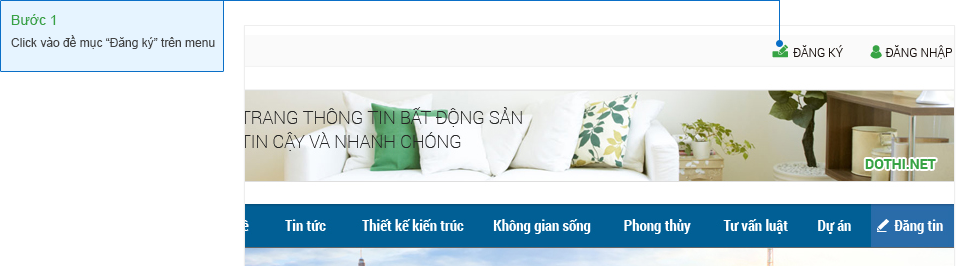 Bước 1
Click vào đề mục “Đăng ký” trên menu
ĐĂNG KÝ ĐĂNG NHẬP
TRANG THÔNG TIN BẤT ĐỘNG SẢN
TIN CẬY VÀ NHANH CHÓNG
DOTHI.NET
Tin tức Thiết kế kiến trúc Không gian sống Phong thủy Tư vấn luật Dự án Đăng tin